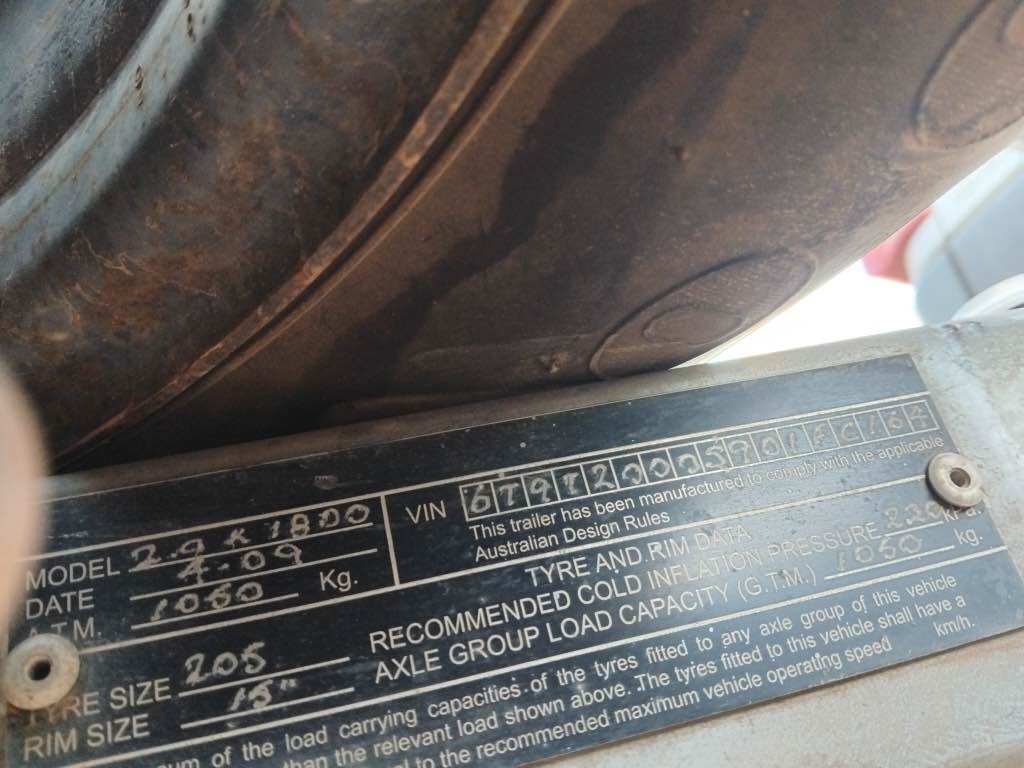 MODEL 2.9 x 1800
DATE 4-09
A.T.M. 1060 Kg.
VIN
This trailer has been manufactured to comply with the applicable
Australian Design Rules
TYRE AND RIM DATA
RECOMMENDED COLD INFLATION PRESSURE kPa.
AXLE GROUP LOAD CAPACITY (G.T.M.) 1060 kg.
TYRE SIZE 205
RIM SIZE 15"
of the load carrying capacities of the tyres fitted to any axle group of this vehicle
than the relevant load shown above. The tyres fitted to this vehicle shall have a
to the recommended maximum vehicle operating speed km/h.